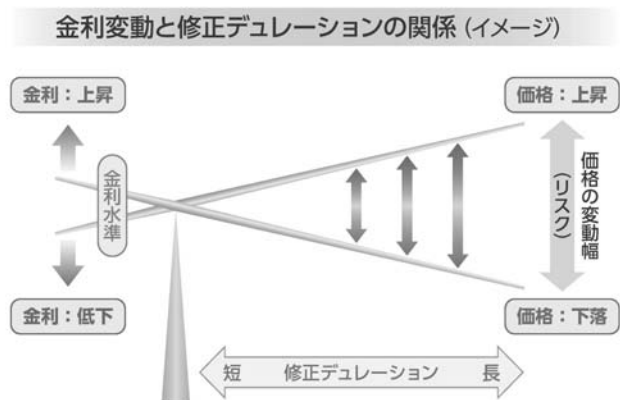 金利変動と修正デュレーションの関係（イメージ）
金利：上昇
価格：上昇
金利水準
価格の変動幅
（リスク）
金利：低下
価格：下落
短 修正デュレーション 長